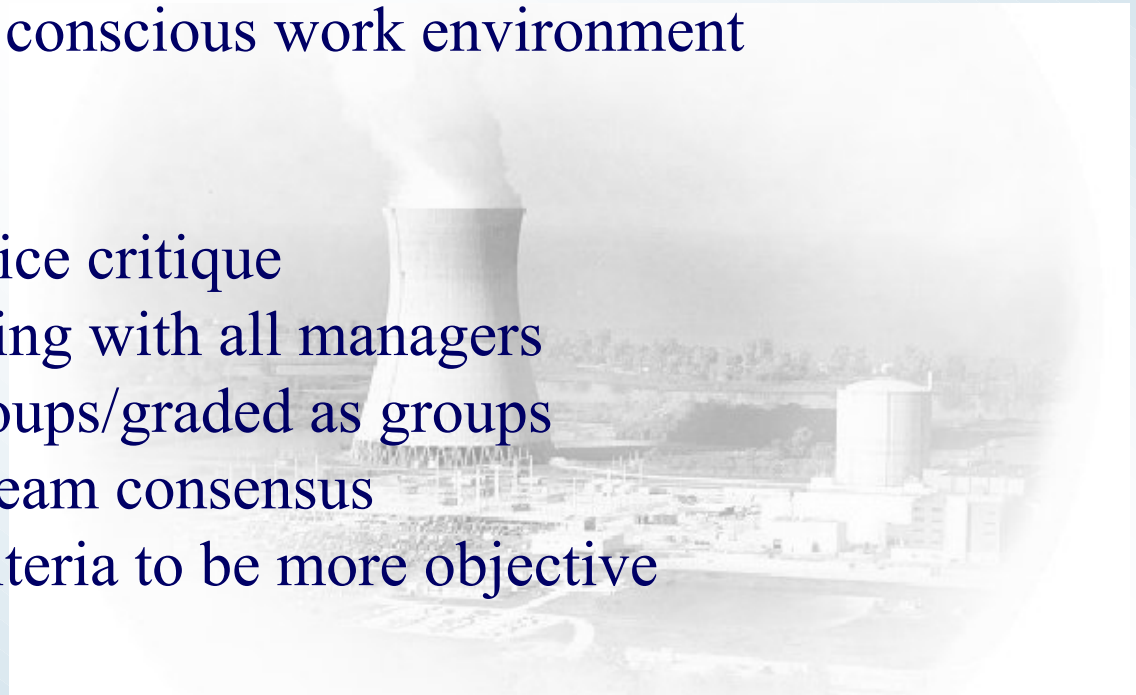 conscious work environment
ice critique
ing with all managers
oups/graded as groups
eam consensus
iteria to be more objective